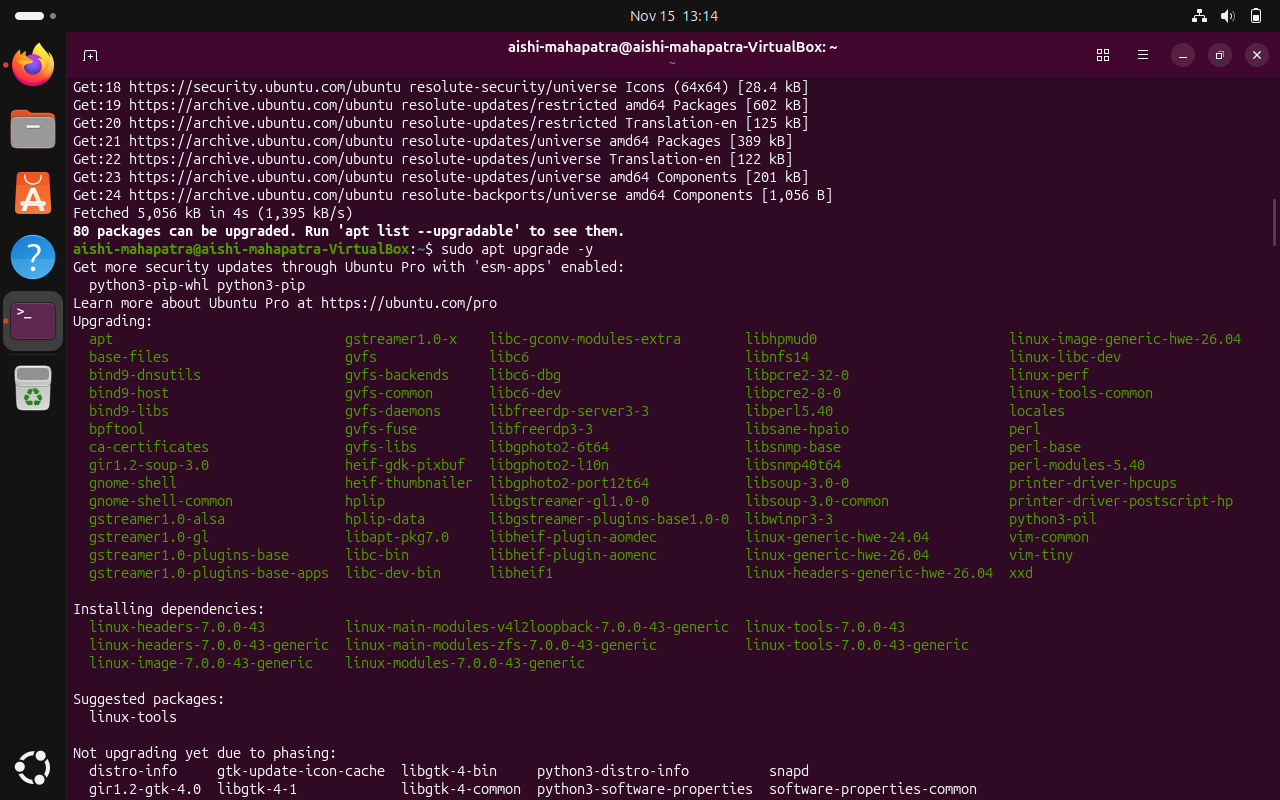 Nov 15 13:14
aishi-mahapatra@aishi-mahapatra-VirtualBox: ~
~
Get:18 https://security.ubuntu.com/ubuntu resolute-security/universe Icons (64x64) [28.4 kB]
Get:19 https://archive.ubuntu.com/ubuntu resolute-updates/restricted amd64 Packages [602 kB]
Get:20 https://archive.ubuntu.com/ubuntu resolute-updates/restricted Translation-en [125 kB]
Get:21 https://archive.ubuntu.com/ubuntu resolute-updates/universe amd64 Packages [389 kB]
Get:22 https://archive.ubuntu.com/ubuntu resolute-updates/universe Translation-en [122 kB]
Get:23 https://archive.ubuntu.com/ubuntu resolute-updates/universe amd64 Components [201 kB]
Get:24 https://archive.ubuntu.com/ubuntu resolute-backports/universe amd64 Components [1,056 B]
Fetched 5,056 kB in 4s (1,395 kB/s)
80 packages can be upgraded. Run 'apt list --upgradable' to see them.
aishi-mahapatra@aishi-mahapatra-VirtualBox:~$ sudo apt upgrade -y
Get more security updates through Ubuntu Pro with 'esm-apps' enabled:
  python3-pip-whl python3-pip
Learn more about Ubuntu Pro at https://ubuntu.com/pro
Upgrading:
  apt                           gstreamer1.0-x   libc-gconv-modules-extra        libhpmud0                        linux-image-generic-hwe-26.04
  base-files                    gvfs             libc6                           libnfs14                         linux-libc-dev
  bind9-dnsutils                gvfs-backends    libc6-dbg                       libpcre2-32-0                    linux-perf
  bind9-host                    gvfs-common      libc6-dev                       libpcre2-8-0                     linux-tools-common
  bind9-libs                    gvfs-daemons     libfreerdp-server3-3            libperl5.40                      locales
  bpftool                       gvfs-fuse        libfreerdp3-3                   libsane-hpaio                    perl
  ca-certificates               gvfs-libs        libgphoto2-6t64                 libsnmp-base                     perl-base
  gir1.2-soup-3.0               heif-gdk-pixbuf  libgphoto2-l10n                 libsnmp40t64                     perl-modules-5.40
  gnome-shell                   heif-thumbnailer libgphoto2-port12t64            libsoup-3.0-0                    printer-driver-hpcups
  gnome-shell-common            hplip            libgstreamer-gl1.0-0            libsoup-3.0-common               printer-driver-postscript-hp
  gstreamer1.0-alsa             hplip-data       libgstreamer-plugins-base1.0-0  libwinpr3-3                      python3-pil
  gstreamer1.0-gl               libapt-pkg7.0    libheif-plugin-aomdec           linux-generic-hwe-24.04          vim-common
  gstreamer1.0-plugins-base     libc-bin         libheif-plugin-aomenc           linux-generic-hwe-26.04          vim-tiny
  gstreamer1.0-plugins-base-apps  libc-dev-bin   libheif1                        linux-headers-generic-hwe-26.04  xxd
Installing dependencies:
  linux-headers-7.0.0-43          linux-main-modules-v4l2loopback-7.0.0-43-generic  linux-tools-7.0.0-43
  linux-headers-7.0.0-43-generic  linux-main-modules-zfs-7.0.0-43-generic           linux-tools-7.0.0-43-generic
  linux-image-7.0.0-43-generic    linux-modules-7.0.0-43-generic
Suggested packages:
  linux-tools
Not upgrading yet due to phasing:
  distro-info     gtk-update-icon-cache  libgtk-4-bin     python3-distro-info          snapd
  gir1.2-gtk-4.0  libgtk-4-1             libgtk-4-common  python3-software-properties  software-properties-common